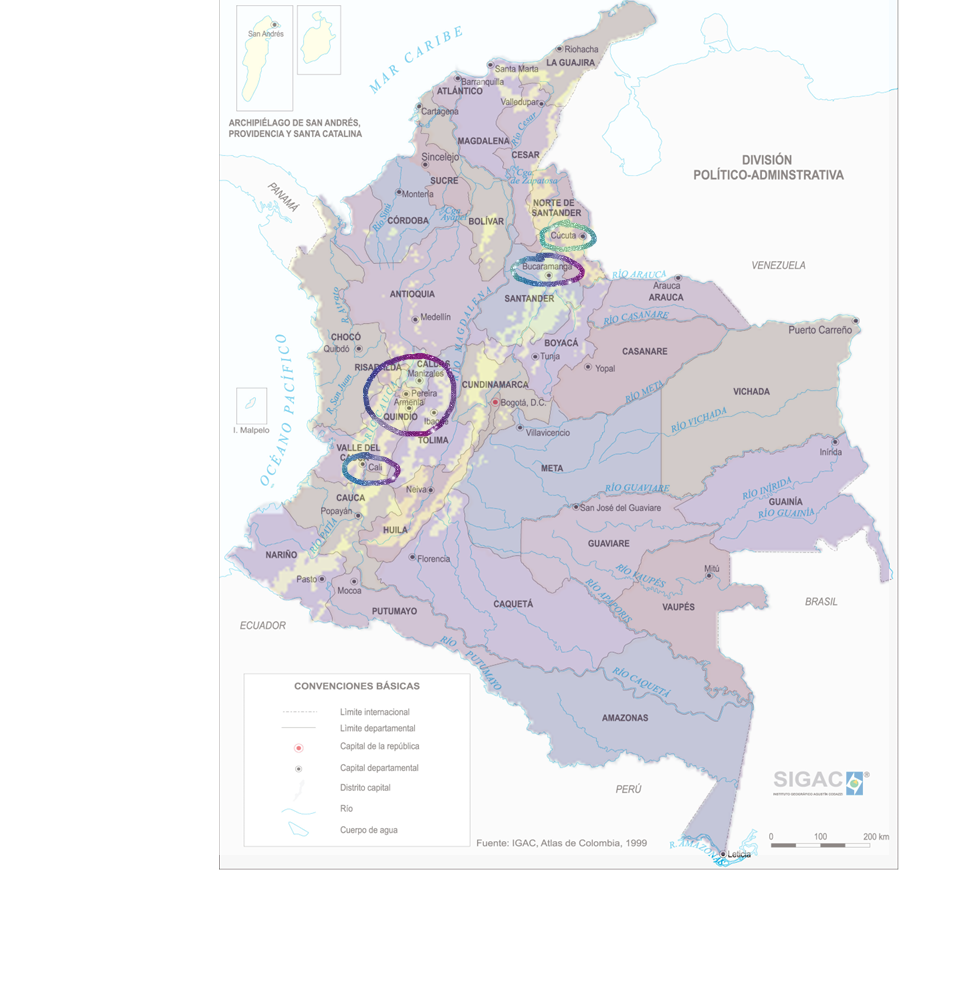 San Andrés
ARCHIPIÉLAGO DE SAN ANDRÉS,
PROVIDENCIA Y SANTA CATALINA
MAR CARIBE
Riohacha
LA GUAJIRA
Santa Marta
Barranquilla
ATLÁNTICO
Valledupar
Cartagena
Río Cesar
MAGDALENA
CESAR
Sincelejo
SUCRE
de Zapatosa
DIVISIÓN
POLÍTICO-ADMINSTRATIVA
PANAMÁ
Montería
Río Sinú
CÓRDOBA
BOLÍVAR
NORTE DE
SANTANDER
Cúcuta
Bucaramanga
VENEZUELA
RÍO ARAUCA
Arauca
ARAUCA
SANTANDER
ANTIOQUIA
R. Atrato
Medellín
MAGDALENA
RÍO CASANARE
Puerto Carreño
CHOCÓ
Quibdó
BOYACÁ
Tunja
CASANARE
Yopal
CALDAS
Manizales
Pereira
Armenia
QUINDÍO
R. San Juan
CUNDINAMARCA
Bogotá, D.C.
RÍO META
VICHADA
RÍO VICHADA
OCÉANO PACÍFICO
I. Malpelo
TOLIMA
Villavicencio
VALLE DEL
Cali
META
Inírida
Neiva
RÍO GUAVIARE
RÍO INÍRIDA
GUAINÍA
RÍO GUAINÍA
CAUCA
Popayán
San José del Guaviare
HUILA
RÍO PATÍA
GUAVIARE
NARIÑO
Florencia
Pasto
Mocoa
RÍO VAUPÉS
Mitú
RÍO APAPORIS
VAUPÉS
CAQUETÁ
PUTUMAYO
BRASIL
ECUADOR
RÍO PUTUMAYO
RÍO CAQUETÁ
AMAZONAS
PERÚ
CONVENCIONES BÁSICAS
Límite internacional
Límite departamental
Capital de la república
Capital departamental
Distrito capital
Río
Cuerpo de agua
SIGAC
Fuente: IGAC, Atlas de Colombia, 1999
0 100 200 km
R. AMAZONAS
Leticia